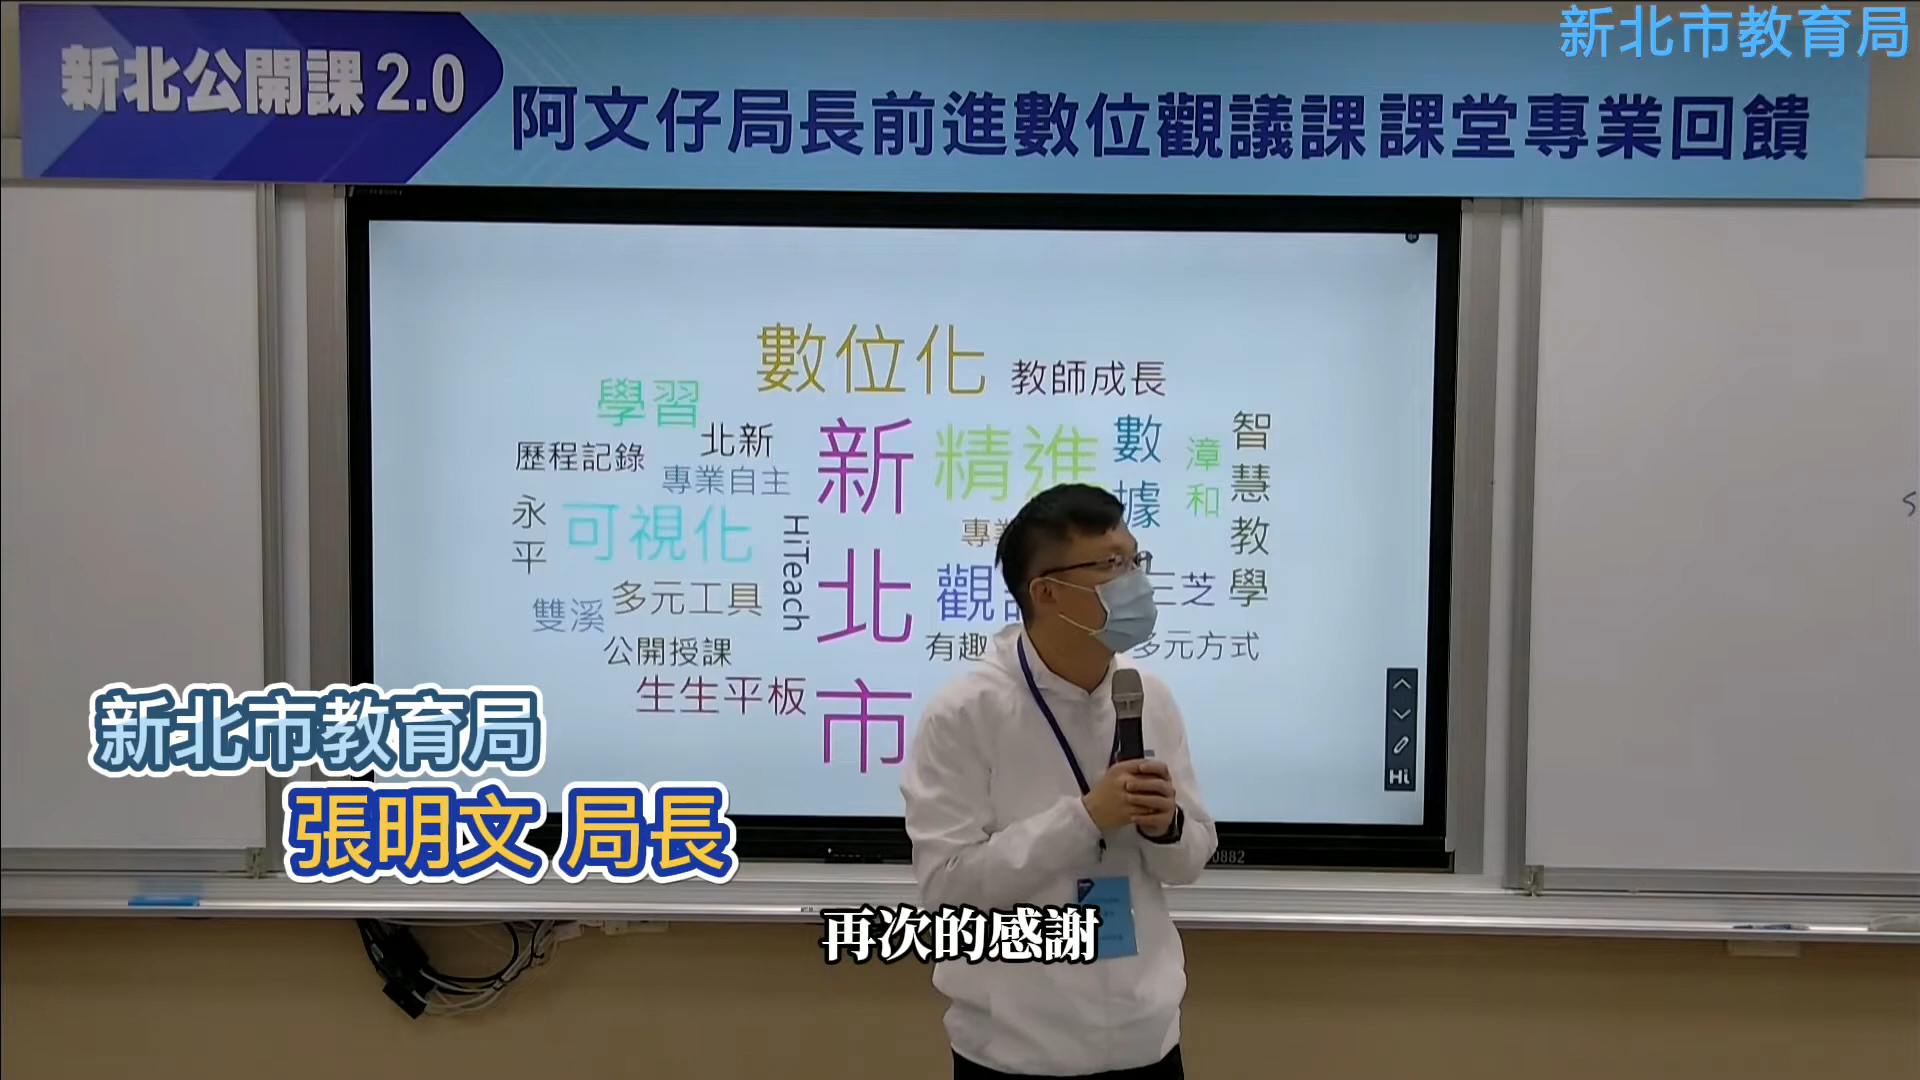 新北市教育局
新北公開課2.0
阿文仔局長前進數位觀議課 課堂專業回饋
數位化
教師成長
學習
北新
歷程記錄
專業自主
新北市
精進
數據
漳和
智慧教學
永平
可視化
HiTeach
觀
三芝
雙溪
多元工具
公開授課
有趣
多元方式
生生平板
Hi
新北市教育局
張明文 局長
0882
再次的感謝